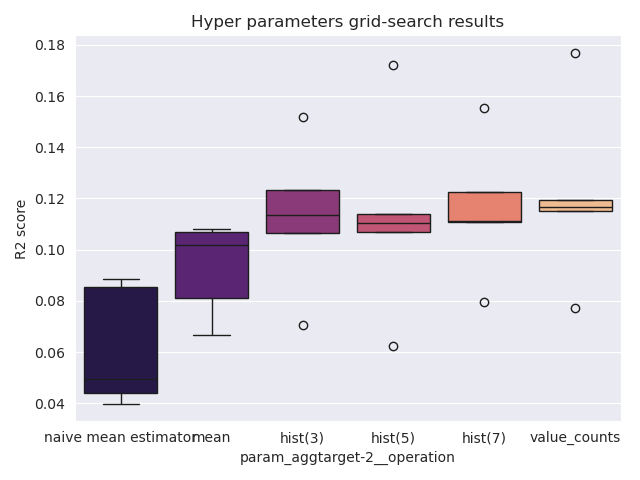 Hyper parameters grid-search results
0.18
0.16
0.14
0.12
0.10
0.08
0.06
0.04
R2 score
naive mean estimator
mean
hist(3)
hist(5)
hist(7)
value_counts
param_aggtarget-2__operation